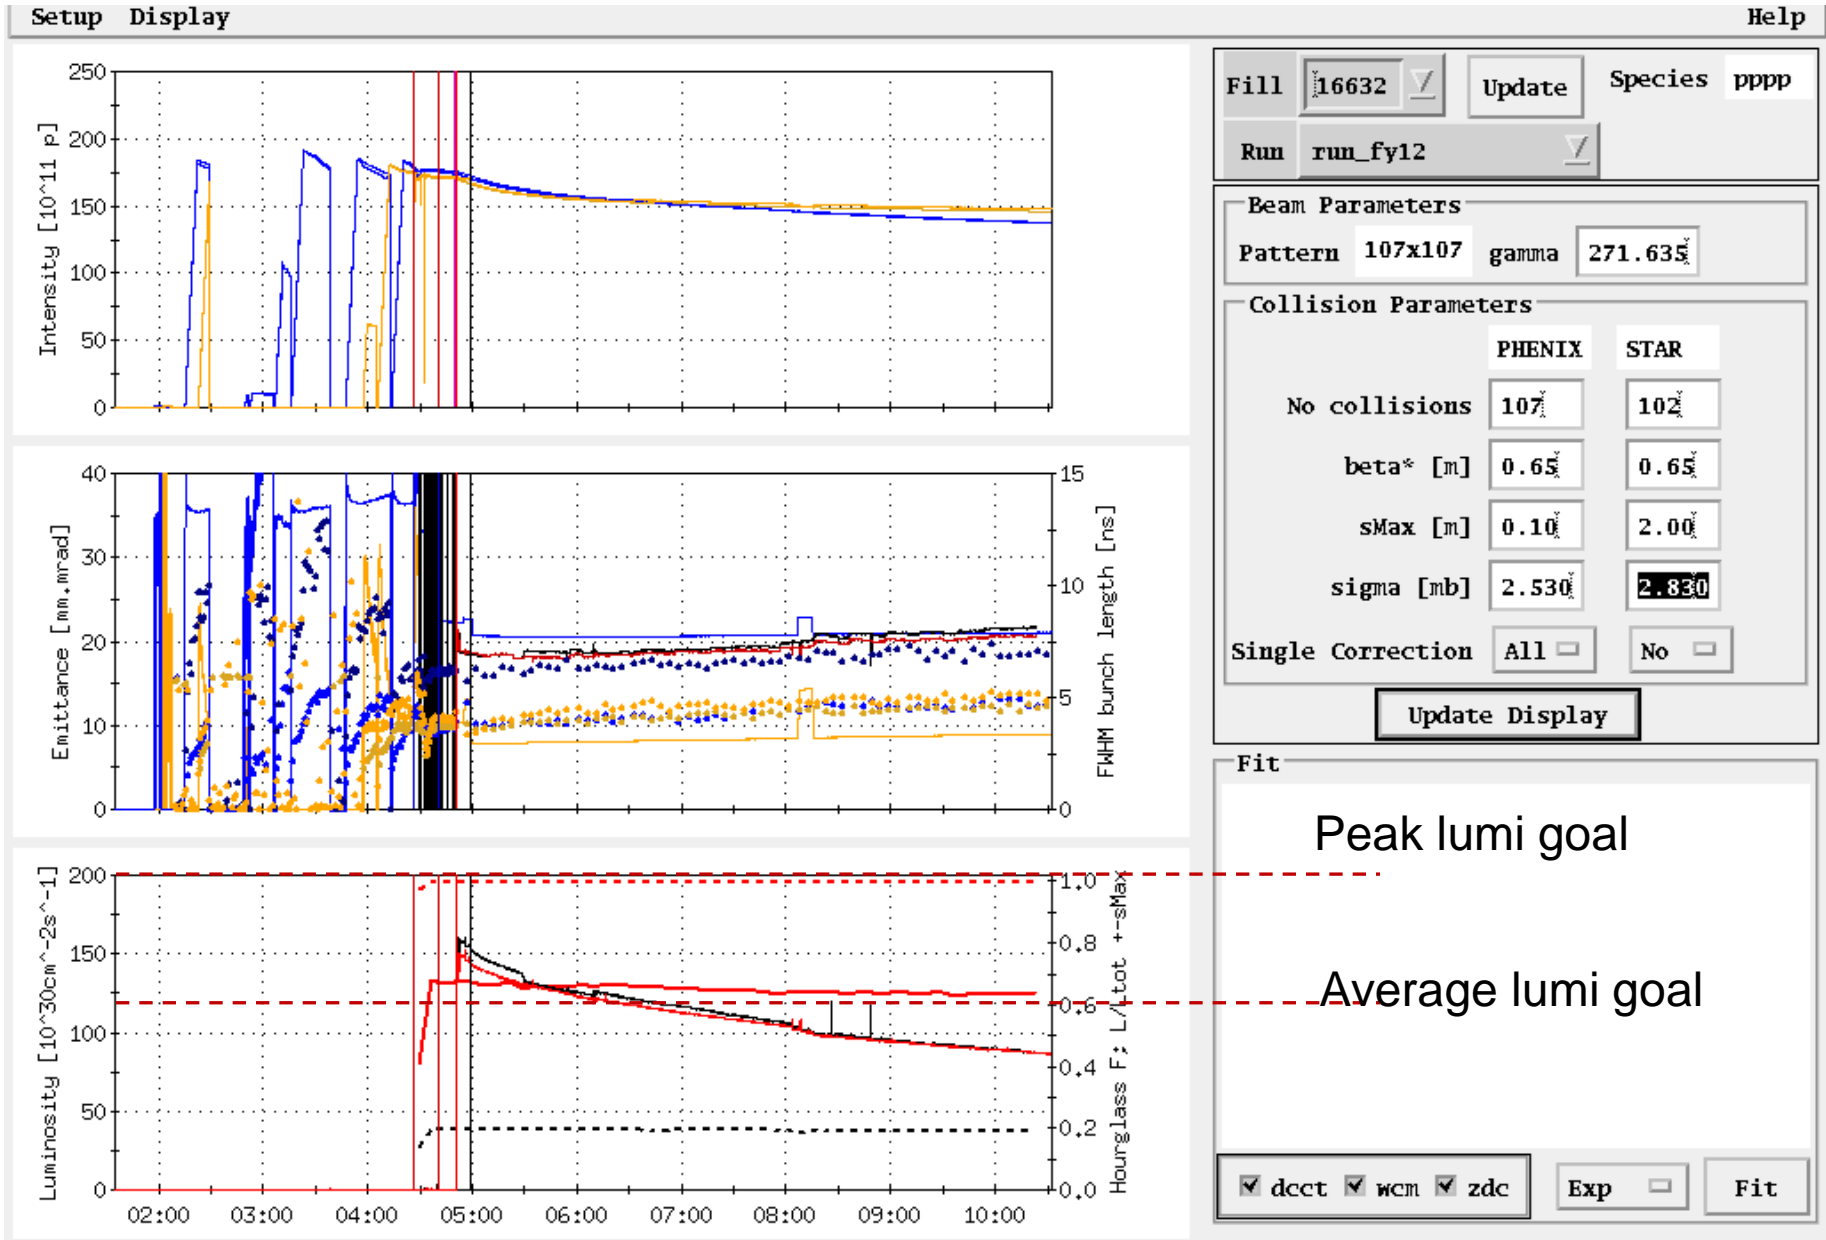 Setup Display Help
250
200
150
100
50
0
Intensity [10^11 p]
40
30
20
10
0
Emittance [mm.mrad]
15
10
5
0
FWHM bunch length [ns]
200
150
100
50
0
Luminosity [10^30cm^-2s^-1]
1.0
0.8
0.6
0.4
0.2
0.0
Hourglass F; L/Ltot +-sMax
02:00 03:00 04:00 05:00 06:00 07:00 08:00 09:00 10:00
Fill 16632 Update Species pppp
Run run_fy12
Beam Parameters
Pattern 107x107 gamma 271.635
Collision Parameters
PHENIX STAR
No collisions 107 102
beta* [m] 0.65 0.65
sMax [m] 0.10 2.00
sigma [mb] 2.530 2.830
Single Correction All No
Update Display
Fit
Peak lumi goal
Average lumi goal
dcct wcm zdc Exp Fit